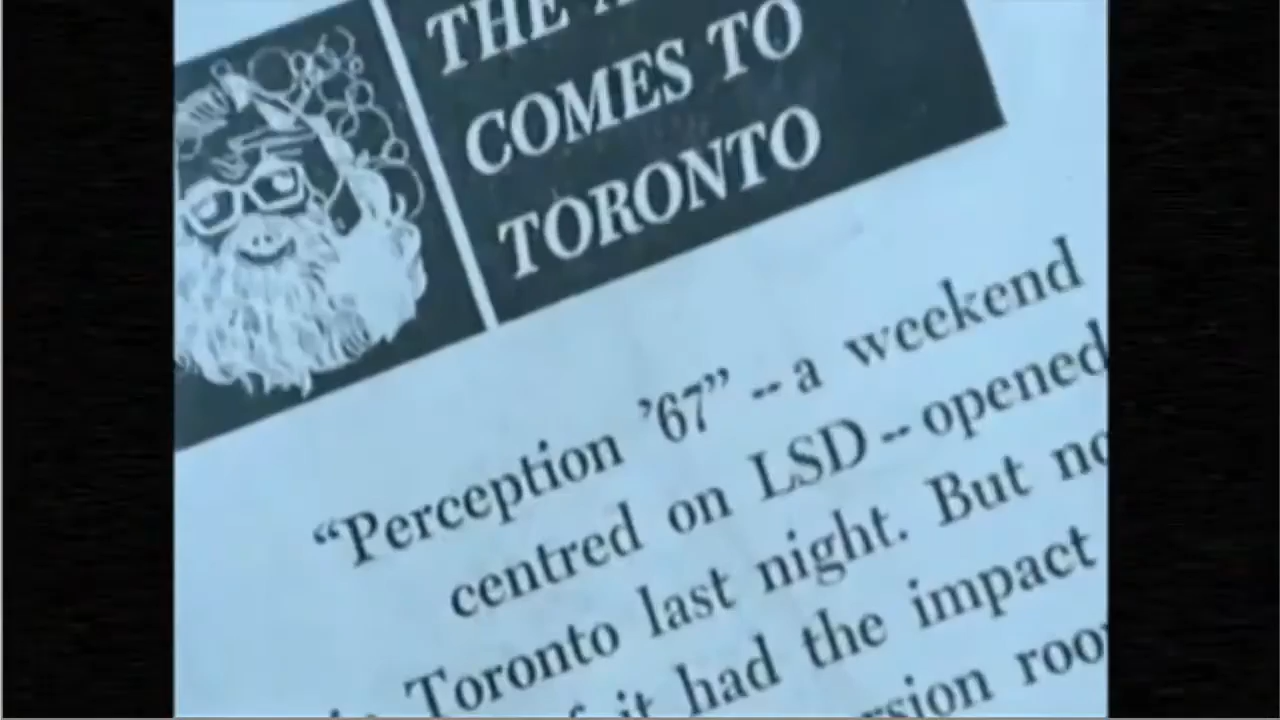 THE
COMES TO
TORONTO
“Perception ’67” -- a weekend
centred on LSD -- opened
Toronto last night. But
it had the impact